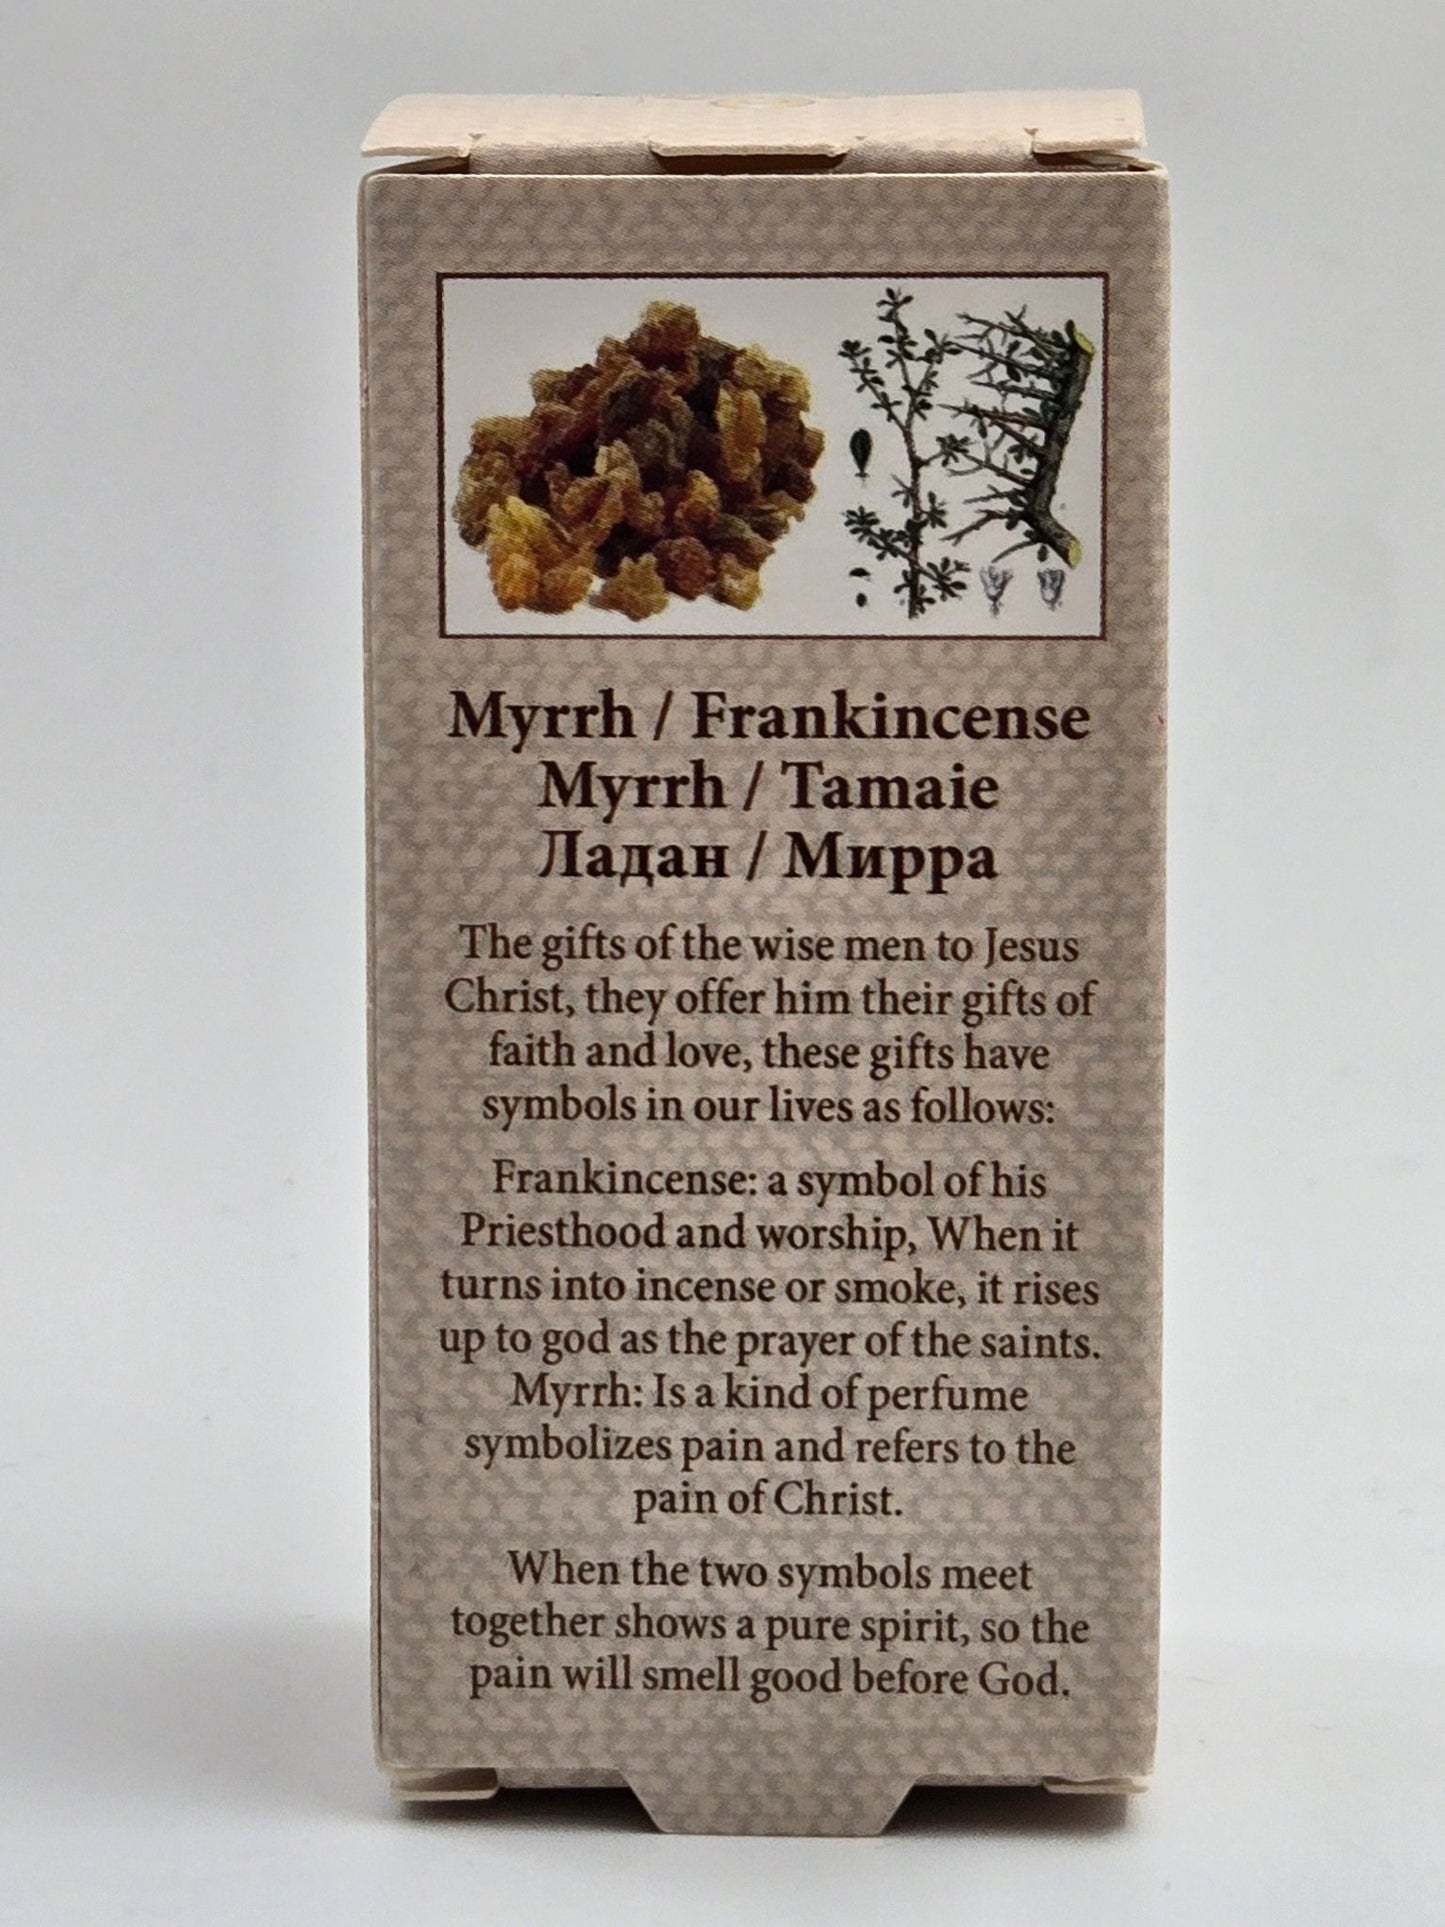 Myrrh / Frankincense
Myrrh / Tamaie
Ладан / Мирра
The gifts of the wise men to Jesus
Christ, they offer him their gifts of
faith and love, these gifts have
symbols in our lives as follows:
Frankincense: a symbol of his
Priesthood and worship, When it
turns into incense or smoke, it rises
up to god as the prayer of the saints.
Myrrh: Is a kind of perfume
symbolizes pain and refers to the
pain of Christ.
When the two symbols meet
together shows a pure spirit, so the
pain will smell good before God.